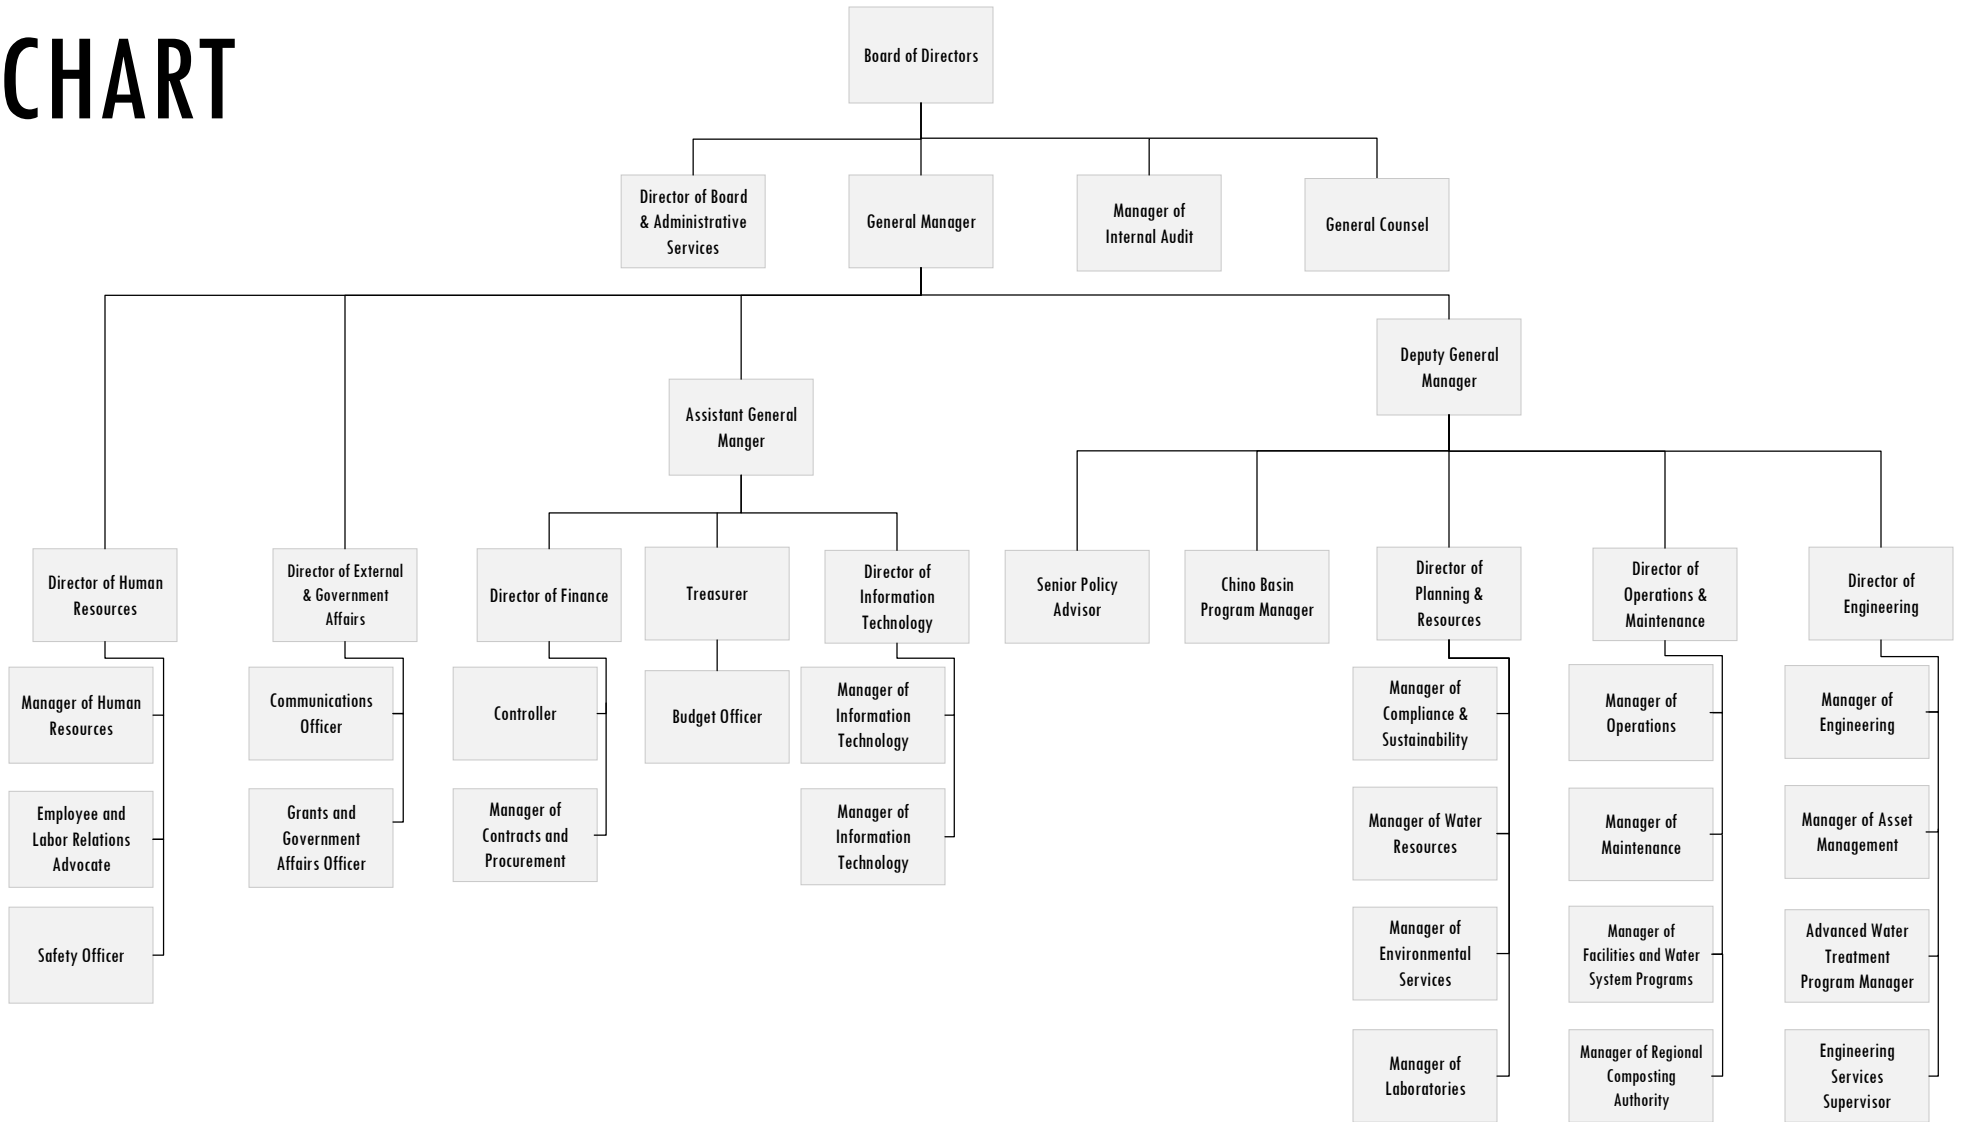 CHART
Board of Directors
Director of Board
& Administrative
Services
General Manager
Manager of
Internal Audit
General Counsel
Deputy General
Manager
Assistant General
Manger
Director of Human
Resources
Director of External
& Government
Affairs
Director of Finance
Treasurer
Director of
Information
Technology
Senior Policy
Advisor
Chino Basin
Program Manager
Director of
Planning &
Resources
Director of
Operations &
Maintenance
Director of
Engineering
Manager of Human
Resources
Communications
Officer
Controller
Budget Officer
Manager of
Information
Technology
Manager of
Compliance &
Sustainability
Manager of
Operations
Manager of
Engineering
Employee and
Labor Relations
Advocate
Grants and
Government
Affairs Officer
Manager of
Contracts and
Procurement
Manager of
Information
Technology
Manager of Water
Resources
Manager of
Maintenance
Manager of Asset
Management
Safety Officer
Manager of
Environmental
Services
Manager of
Facilities and Water
System Programs
Advanced Water
Treatment
Program Manager
Manager of
Laboratories
Manager of Regional
Composting
Authority
Engineering
Services
Supervisor